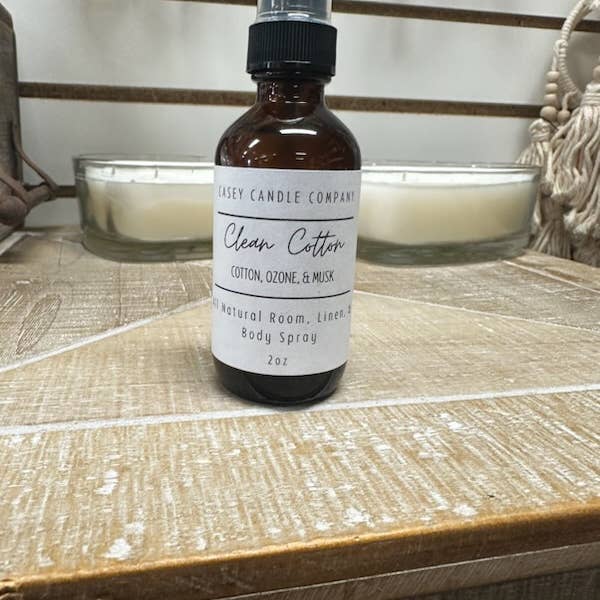 CASEY CANDLE COMPANY
Clean Cotton
COTTON, OZONE, & MUSK
Natural Room, Linen, &
Body Spray
2oz